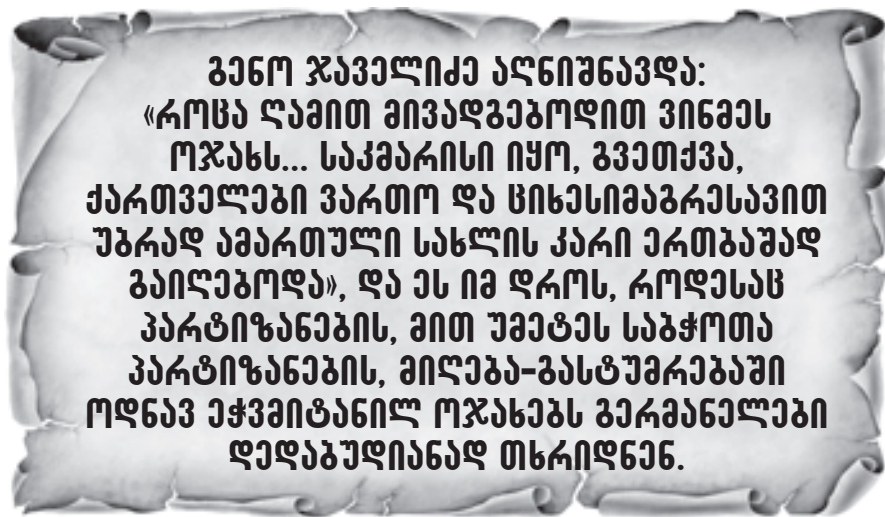 გენო ჯაველიძე აღნიშნავდა:
«როცა ღამით მივადგებოდით ვინმეს
ოჯახს... საკმარისი იყო, გვეთქვა,
ქართველები ვართო და ციხესიმაგრესავით
უბრად ამართული სახლის კარი ერთბაშად
გაიღებოდა», და ეს იმ დროს, როდესაც
პარტიზანების, მით უმეტეს საბჭოთა
პარტიზანების, მიღება-გასტუმრებაში
ოდნავ ეჭვმიტანილ ოჯახებს გერმანელები
დედაბუდიანად თხრიდნენ.